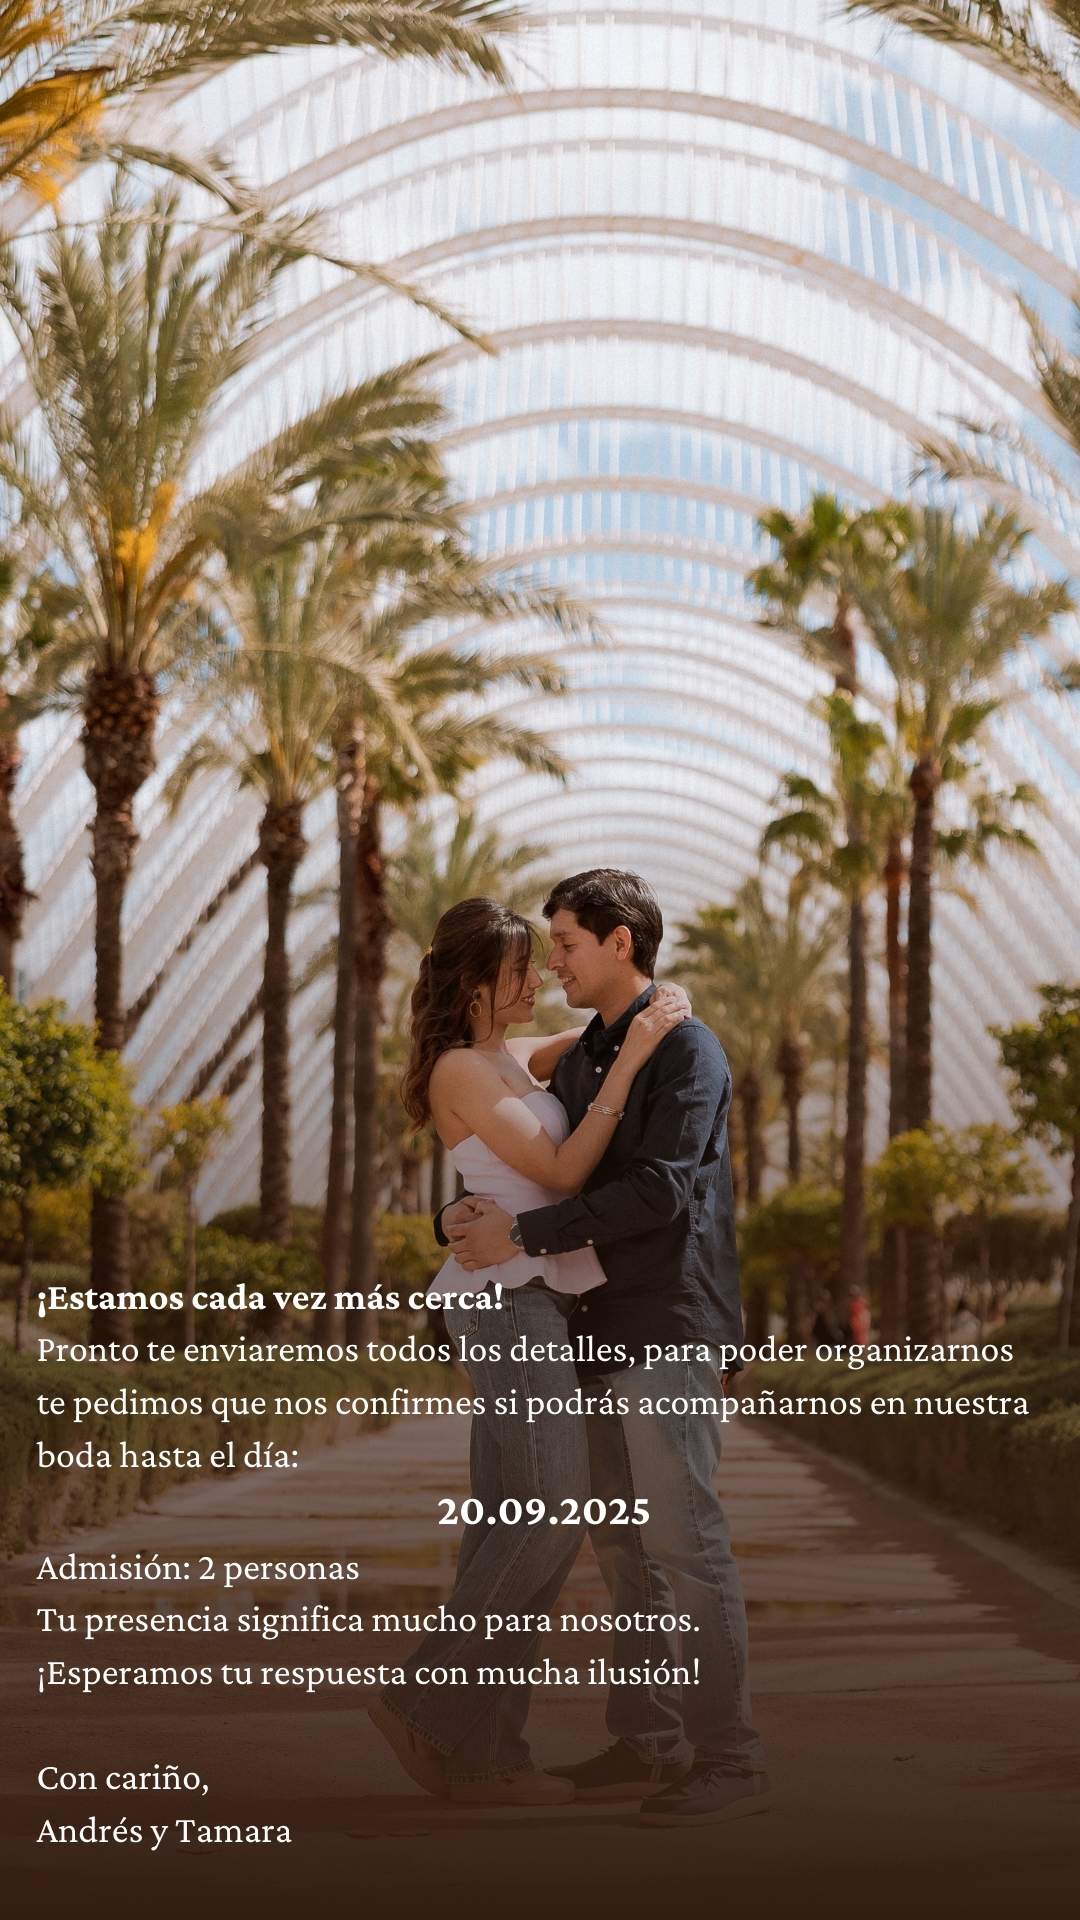 ¡Estamos cada vez más cerca!
Pronto te enviaremos todos los detalles, para poder organizarnos
te pedimos que nos confirmes si podrás acompañarnos en nuestra
boda hasta el día:
20.09.2025
Admisión: 2 personas
Tu presencia significa mucho para nosotros.
¡Esperamos tu respuesta con mucha ilusión!
Con cariño,
Andrés y Tamara